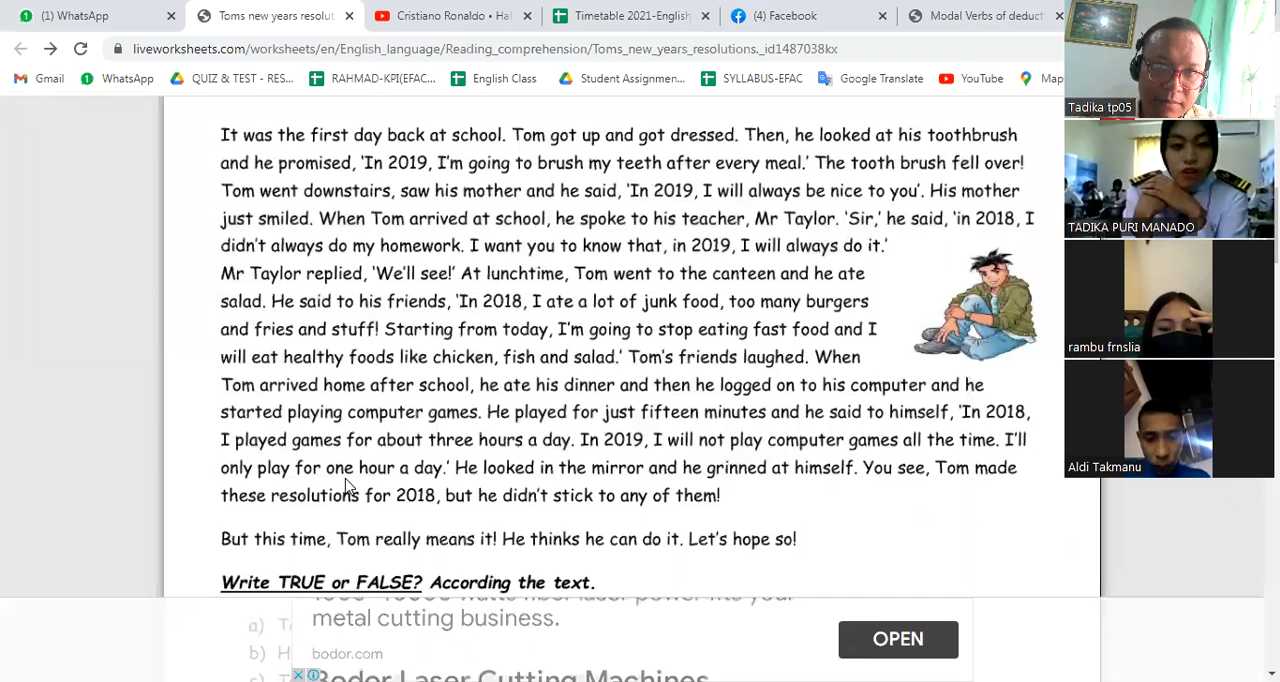 (1) WhatsApp
Toms new years resolut
Cristiano Ronaldo • Hal
Timetable 2021-English
(4) Facebook
Modal Verbs of deduct
liveworksheets.com/worksheets/en/English_language/Reading_comprehension/Toms_new_years_resolutions._id1487038kx
Gmail
WhatsApp
QUIZ & TEST - RES...
RAHMAD-KPI(EFAC...
English Class
Student Assignmen...
SYLLABUS-EFAC
Google Translate
YouTube
Map
It was the first day back at school. Tom got up and got dressed. Then, he looked at his toothbrush
and he promised, 'In 2019, I'm going to brush my teeth after every meal.' The tooth brush fell over!
Tom went downstairs, saw his mother and he said, 'In 2019, I will always be nice to you'. His mother
just smiled. When Tom arrived at school, he spoke to his teacher, Mr Taylor. 'Sir,' he said, 'in 2018, I
didn't always do my homework. I want you to know that, in 2019, I will always do it.'
Mr Taylor replied, 'We'll see!' At lunchtime, Tom went to the canteen and he ate
salad. He said to his friends, 'In 2018, I ate a lot of junk food, too many burgers
and fries and stuff! Starting from today, I'm going to stop eating fast food and I
will eat healthy foods like chicken, fish and salad.' Tom's friends laughed. When
Tom arrived home after school, he ate his dinner and then he logged on to his computer and he
started playing computer games. He played for just fifteen minutes and he said to himself, 'In 2018,
I played games for about three hours a day. In 2019, I will not play computer games all the time. I'll
only play for one hour a day.' He looked in the mirror and he grinned at himself. You see, Tom made
these resolutions for 2018, but he didn't stick to any of them!
But this time, Tom really means it! He thinks he can do it. Let's hope so!
Write TRUE or FALSE? According the text.
a)
b)
metal cutting business.
bodor.com
OPEN
Bodor Laser Cutting Machines
Tadika tp05
TADIKA PURI MANADO
rambu frnslia
Aldi Takmanu